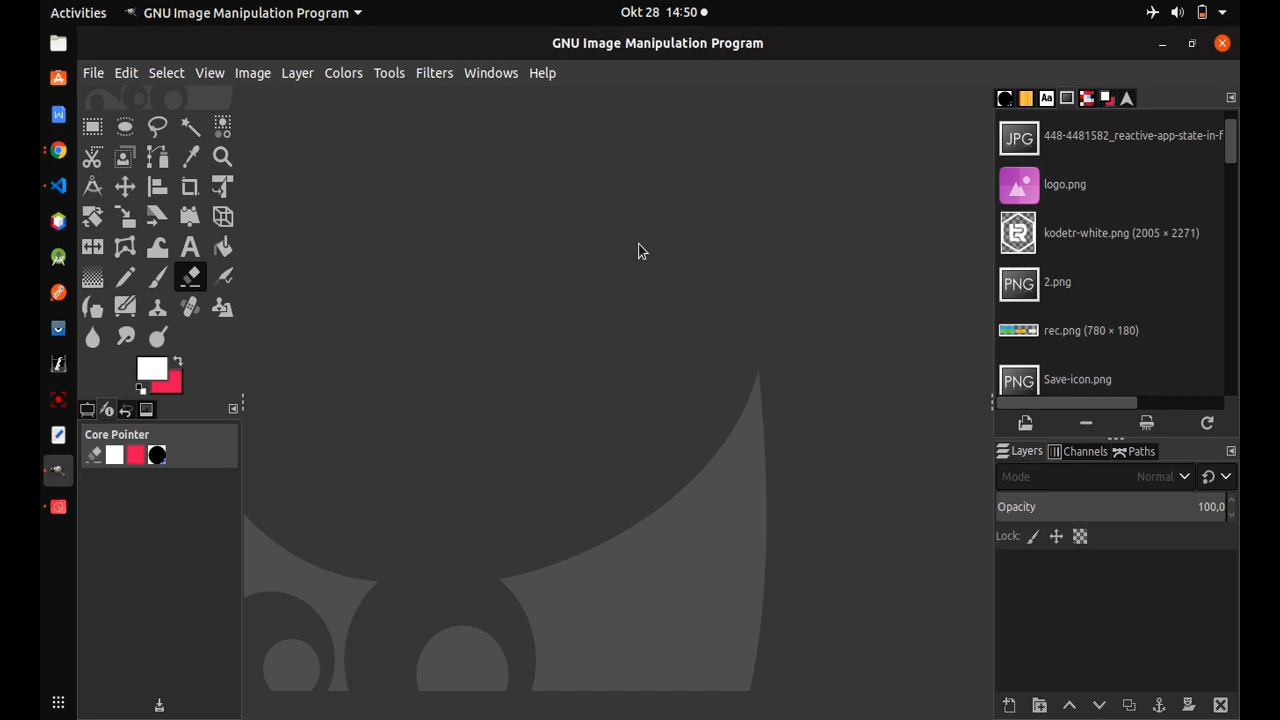 Activities
GNU Image Manipulation Program
Okt 28 14:50
GNU Image Manipulation Program
File Edit Select View Image Layer Colors Tools Filters Windows Help
Aa
JPG 448-4481582_reactive-app-state-in-f
logo.png
kodetr-white.png (2005 × 2271)
PNG 2.png
rec.png (780 × 180)
PNG Save-icon.png
Core Pointer
Layers Channels Paths
Mode Normal
Opacity 100,0
Lock: